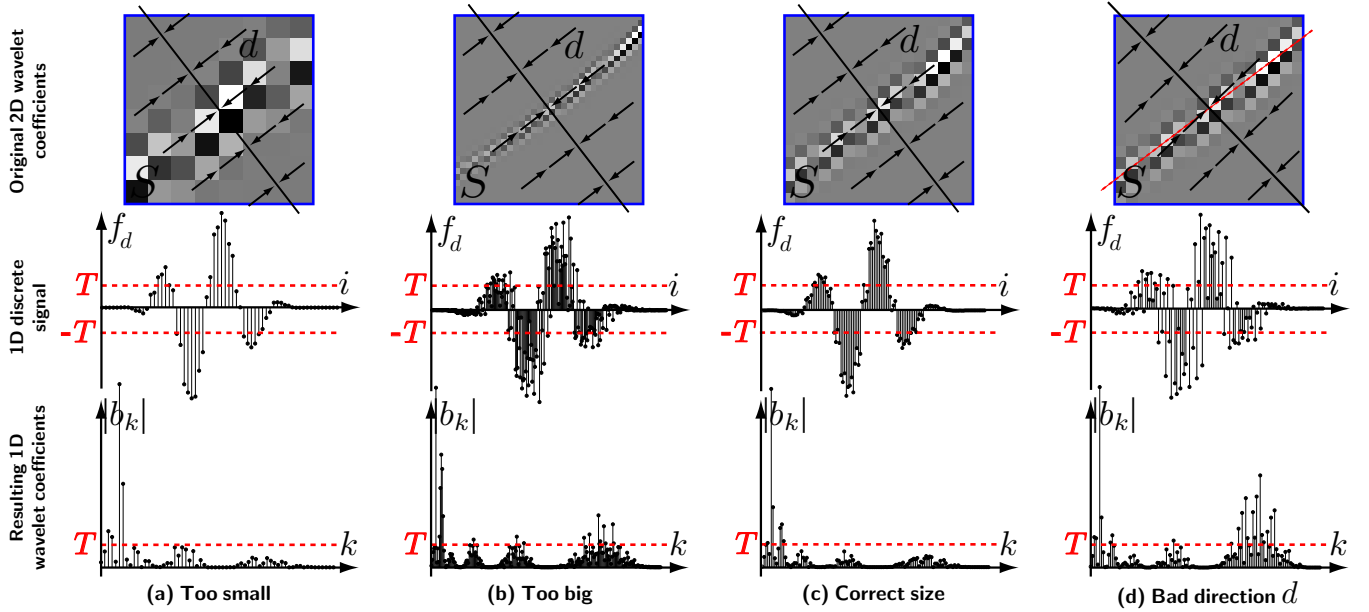 Original 2D wavelet
coefficients
d
S
d
S
d
S
d
S
1D discrete
signal
f_d
T
-T
i
f_d
T
-T
i
f_d
T
-T
i
f_d
T
-T
i
Resulting 1D
wavelet coefficients
|b_k|
T
k
|b_k|
T
k
|b_k|
T
k
|b_k|
T
k
(a) Too small
(b) Too big
(c) Correct size
(d) Bad direction d